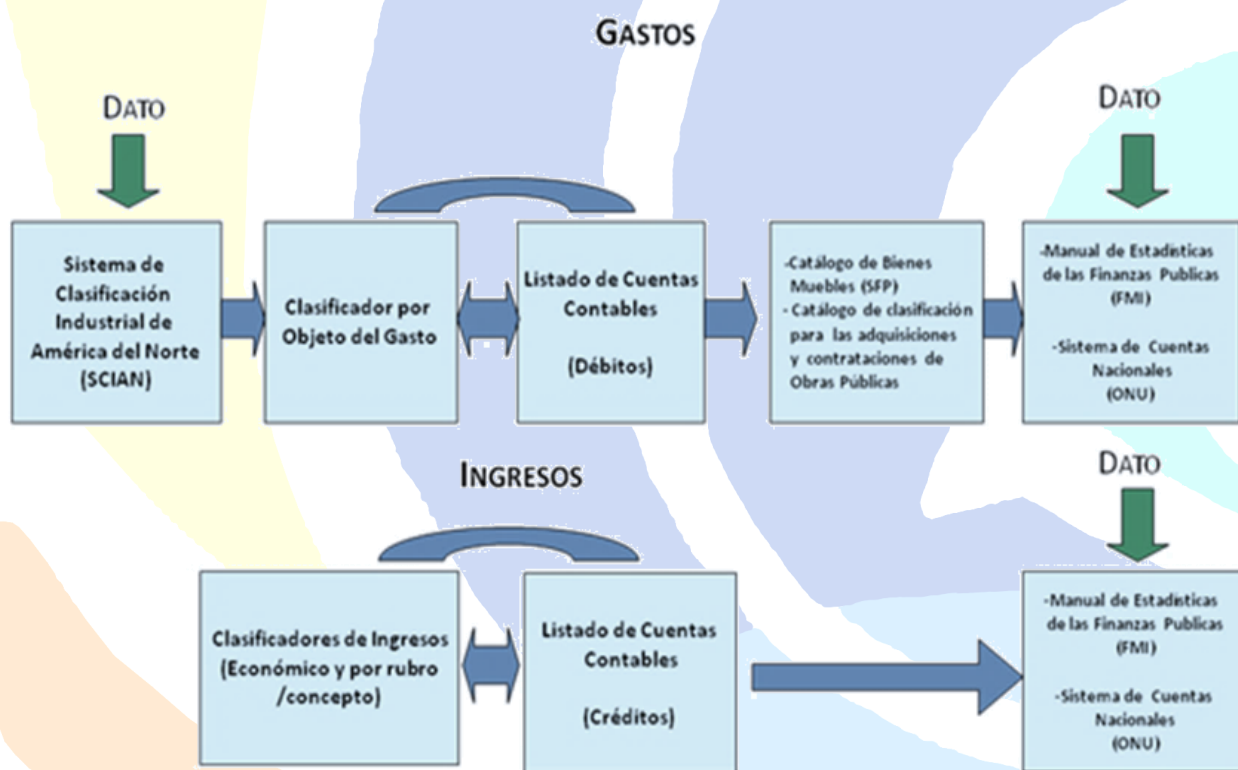 GASTOS
DATO
DATO
Sistema de
Clasificación
Industrial de
América del Norte
(SCIAN)
Clasificador por
Objeto del Gasto
Listado de Cuentas
Contables
(Débitos)
-Catálogo de Bienes
Muebles (SFP)
- Catálogo de clasificación
para las adquisiciones
y contrataciones de
Obras Públicas
-Manual de Estadísticas
de las Finanzas Publicas
(FMI)
-Sistema de Cuentas
Nacionales
(ONU)
INGRESOS
DATO
Clasificadores de Ingresos
(Económico y por rubro
/concepto)
Listado de Cuentas
Contables
(Créditos)
-Manual de Estadísticas
de las Finanzas Publicas
(FMI)
-Sistema de Cuentas
Nacionales
(ONU)